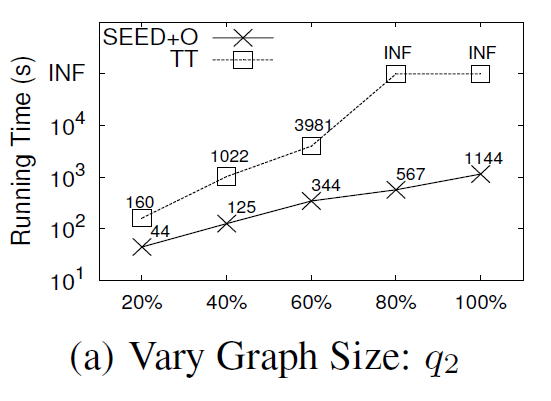 SEED+O
TT
Running Time (s)
INF
10^4
10^3
10^2
10^1
160
1022
3981
INF
INF
44
125
344
567
1144
20% 40% 60% 80% 100%
(a) Vary Graph Size: q_2